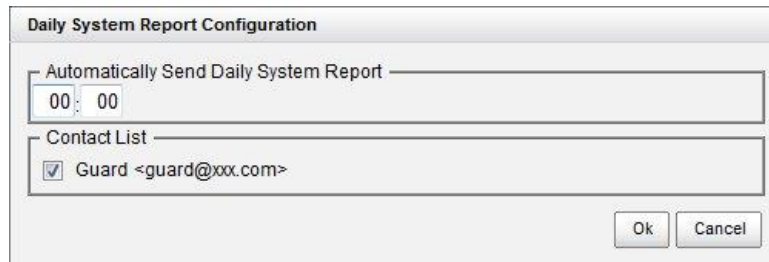 Daily System Report Configuration
Automatically Send Daily System Report
00 : 00
Contact List
Guard <guard@xxx.com>
Ok Cancel